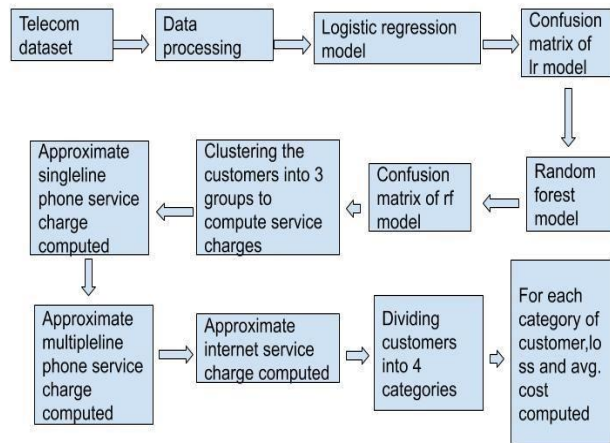 Telecom
dataset
Data
processing
Logistic regression
model
Confusion
matrix of
lr model
Random
forest
model
Confusion
matrix of rf
model
Clustering the
customers into 3
groups to
compute service
charges
Approximate
singleline
phone service
charge
computed
Approximate
multipleline
phone service
charge
computed
Approximate
internet service
charge computed
Dividing
customers
into 4
categories
For each
category of
customer,lo
ss and avg.
cost
computed